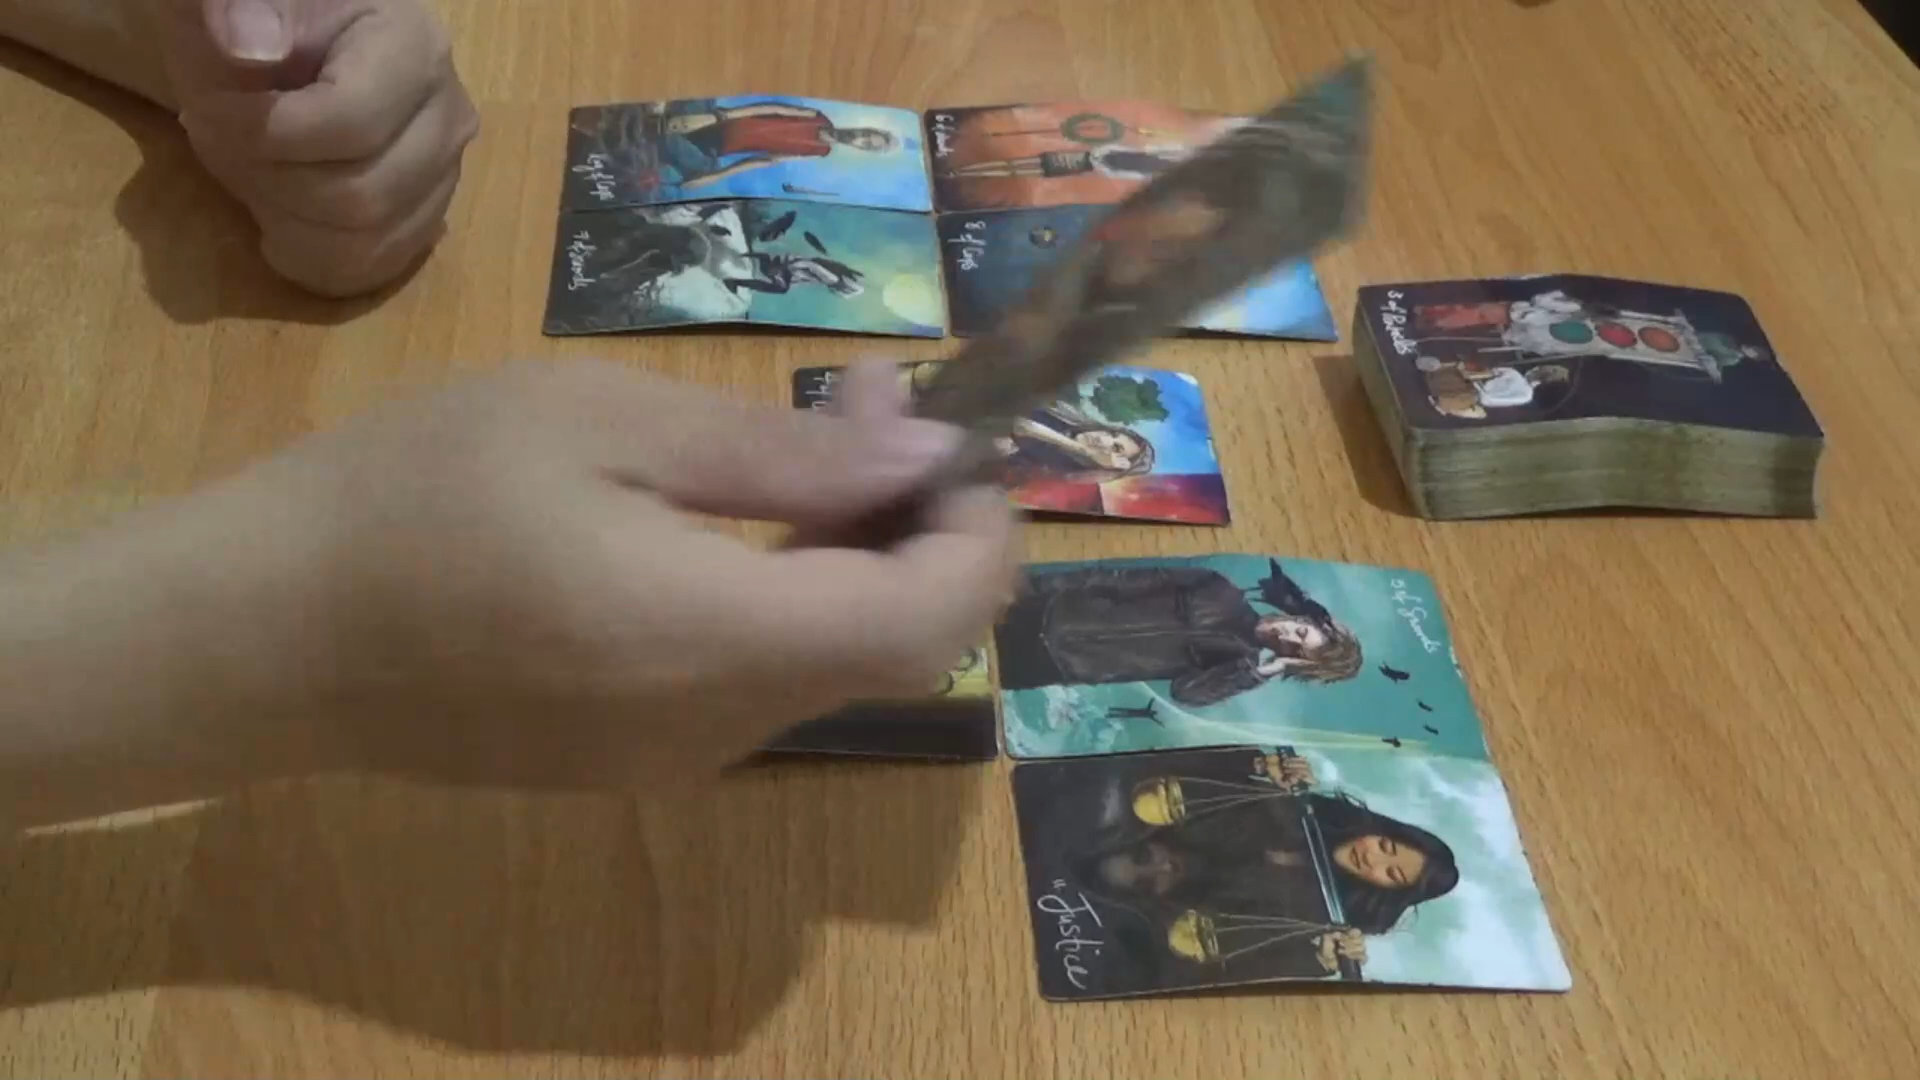 King of Cups
6 of Wands
7 of Swords
8 of Cups
3 of Pentacles
5 of Swords
11 Justice